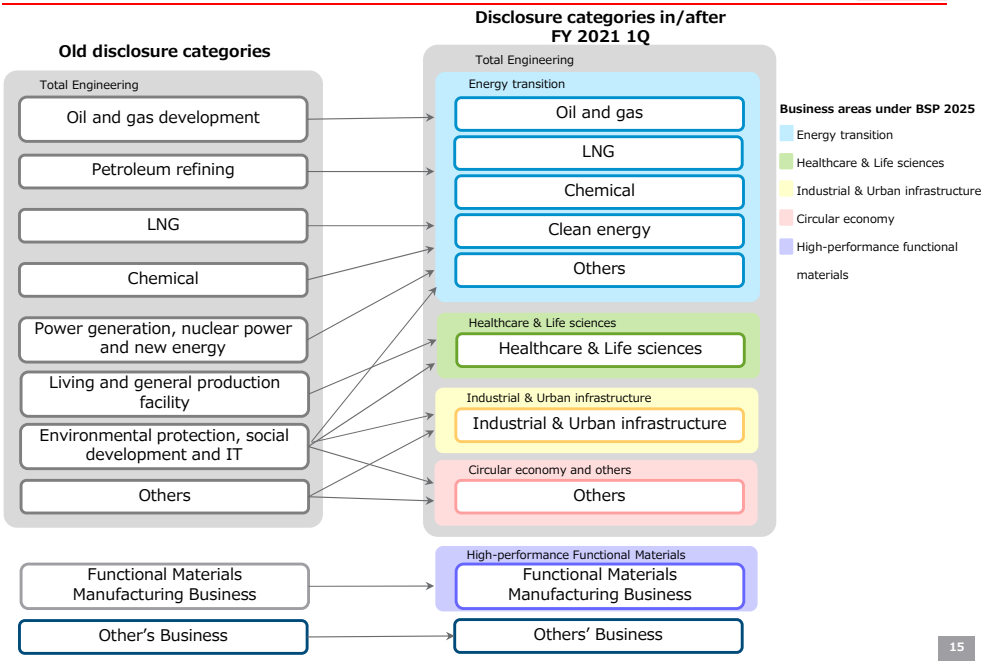 Disclosure categories in/after
FY 2021 1Q
Old disclosure categories
Total Engineering
Oil and gas development
Petroleum refining
LNG
Chemical
Power generation, nuclear power
and new energy
Living and general production
facility
Environmental protection, social
development and IT
Others
Functional Materials
Manufacturing Business
Other's Business
Total Engineering
Energy transition
Oil and gas
LNG
Chemical
Clean energy
Others
Healthcare & Life sciences
Healthcare & Life sciences
Industrial & Urban infrastructure
Industrial & Urban infrastructure
Circular economy and others
Others
High-performance Functional Materials
Functional Materials
Manufacturing Business
Others' Business
Business areas under BSP 2025
Energy transition
Healthcare & Life sciences
Industrial & Urban infrastructure
Circular economy
High-performance functional
materials
15